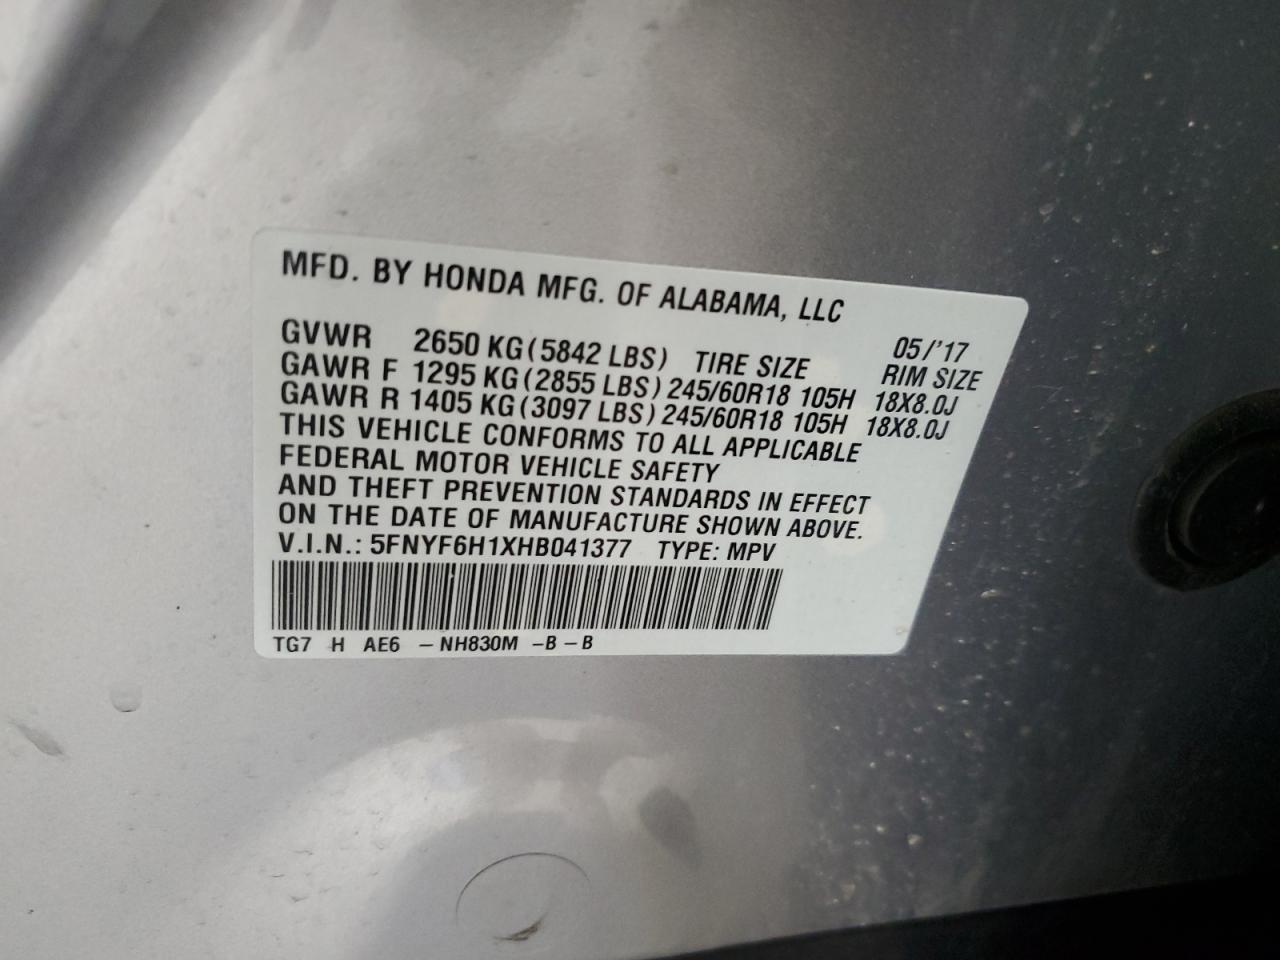 MFD. BY HONDA MFG. OF ALABAMA, LLC
05/'17
GVWR 2650 KG (5842 LBS) TIRE SIZE RIM SIZE
GAWR F 1295 KG (2855 LBS) 245/60R18 105H 18X8.0J
GAWR R 1405 KG (3097 LBS) 245/60R18 105H 18X8.0J
THIS VEHICLE CONFORMS TO ALL APPLICABLE
FEDERAL MOTOR VEHICLE SAFETY
AND THEFT PREVENTION STANDARDS IN EFFECT
ON THE DATE OF MANUFACTURE SHOWN ABOVE.
V.I.N.: 5FNYF6H1XHB041377 TYPE: MPV
TG7 H AE6 – NH830M –B – B